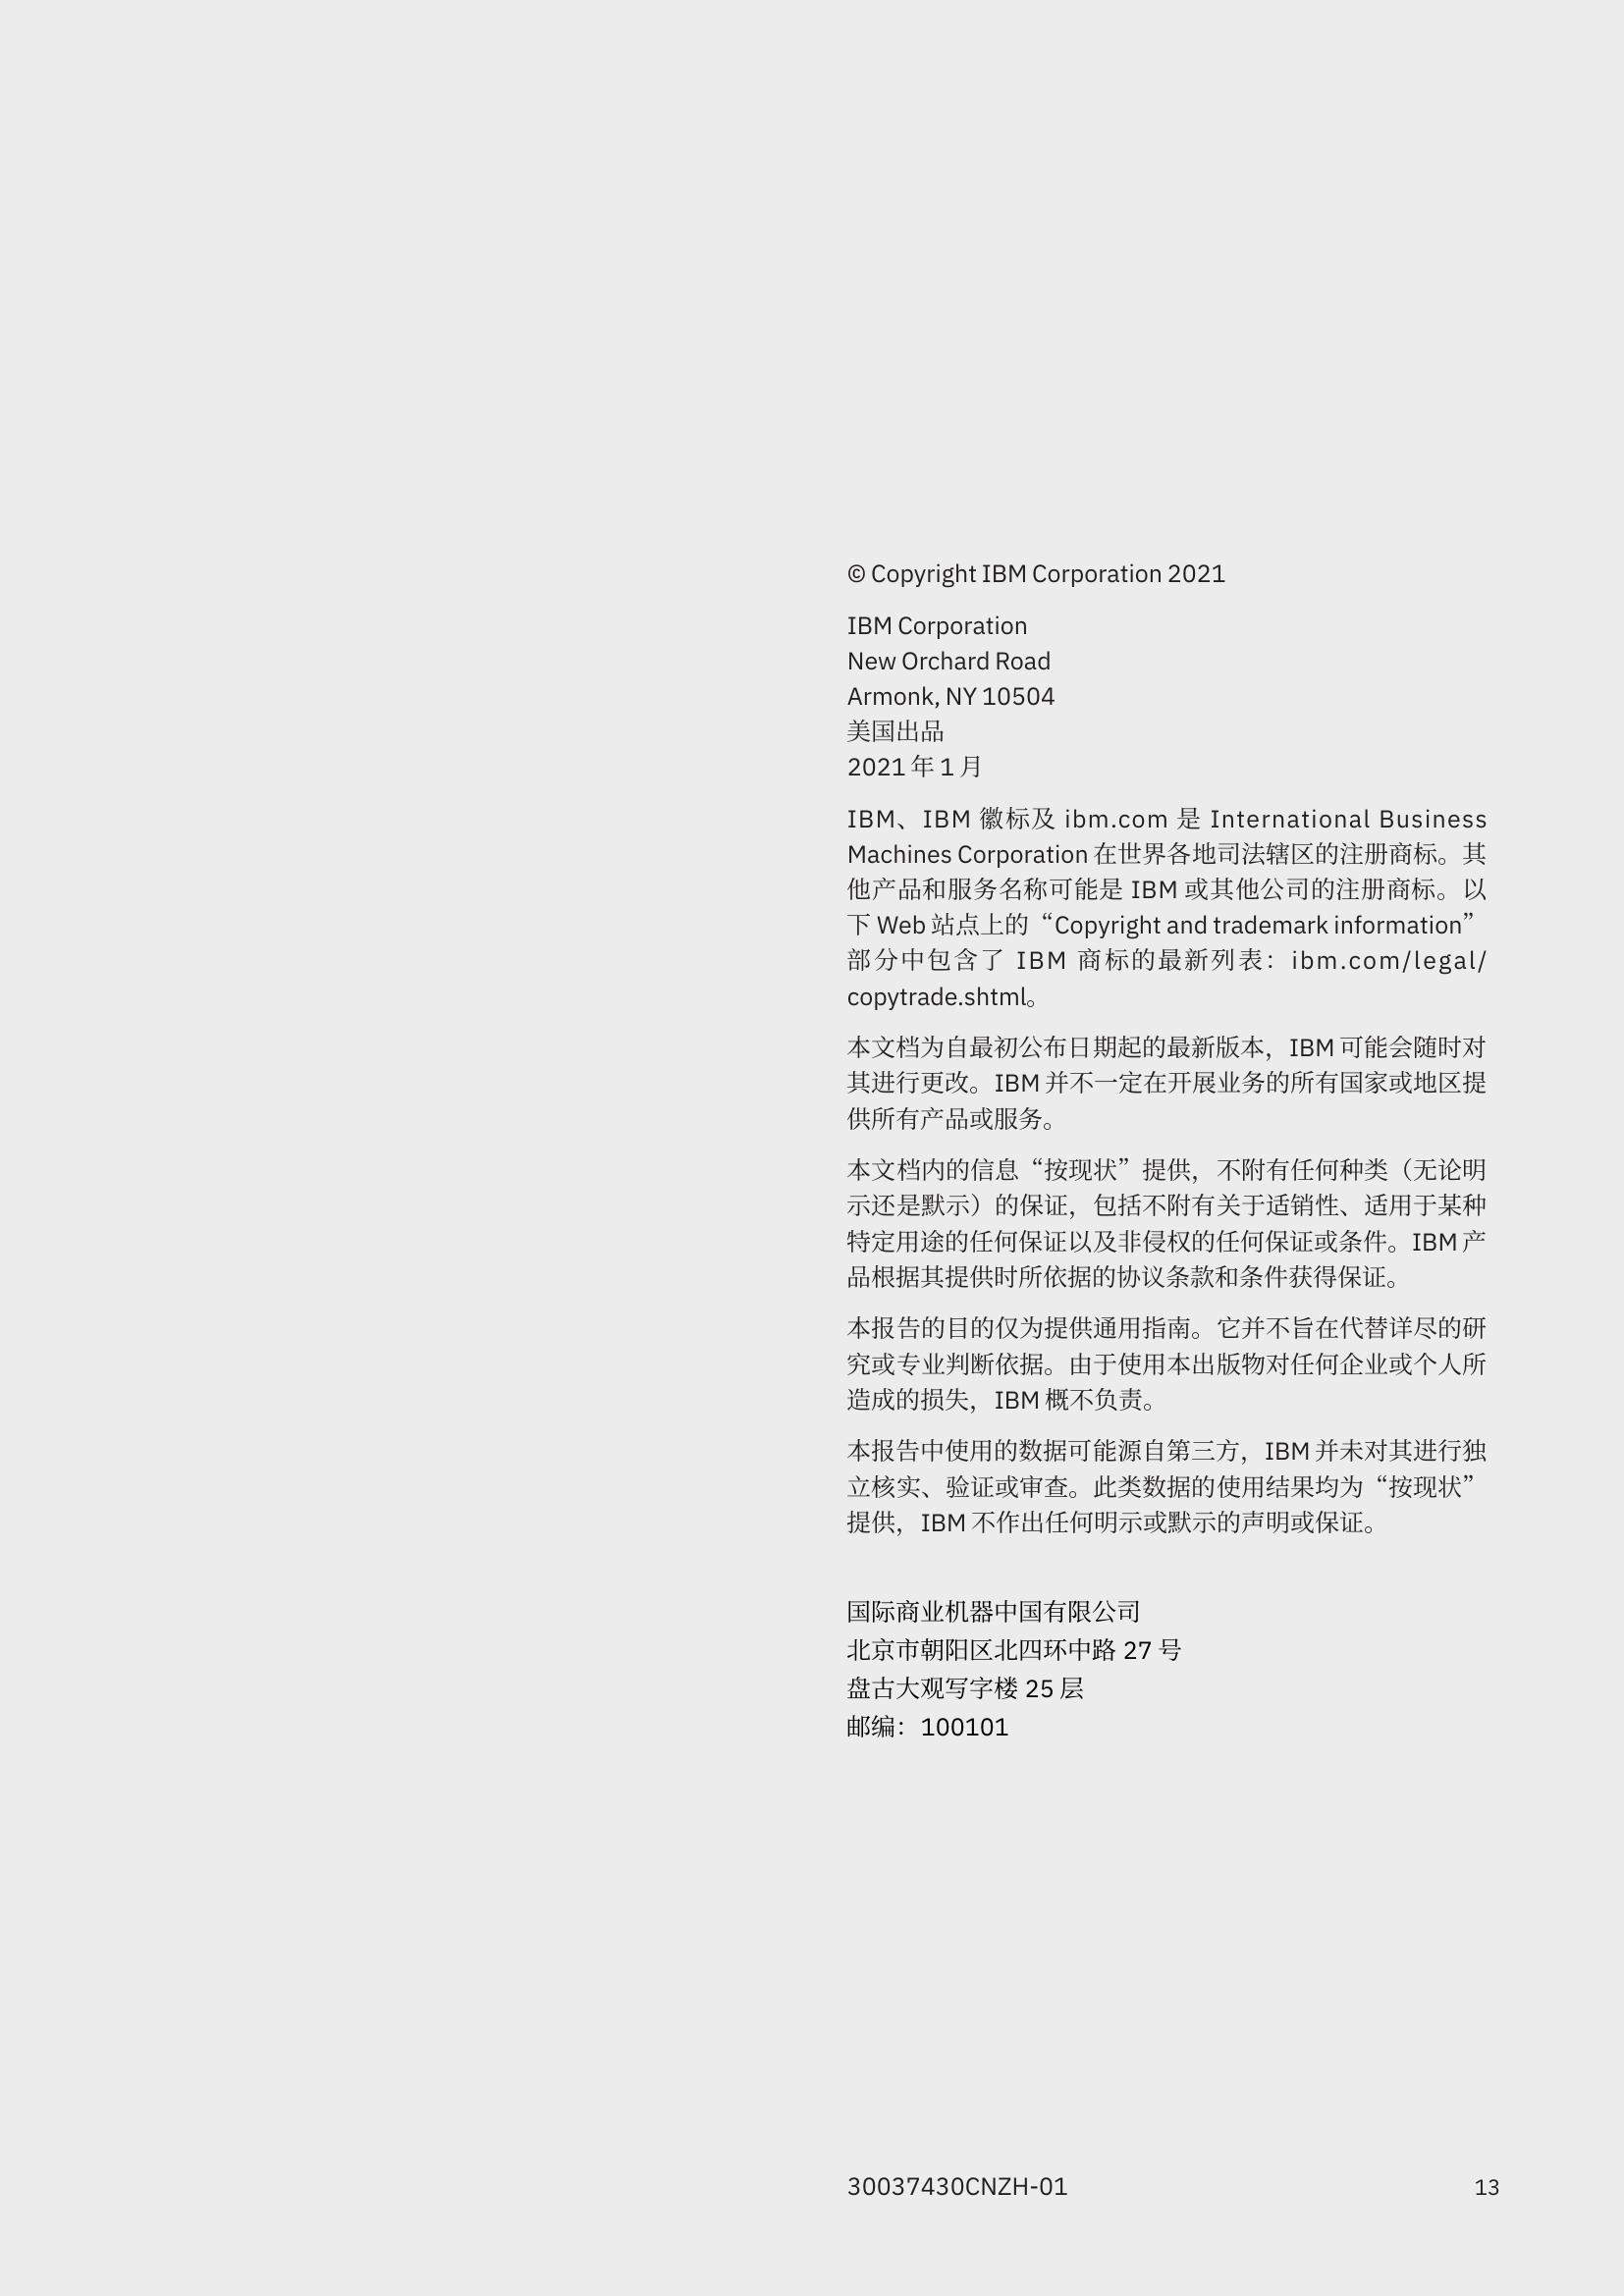 © Copyright IBM Corporation 2021
IBM Corporation
New Orchard Road
Armonk, NY 10504
美国出品
2021 年 1 月
IBM、IBM 徽标及 ibm.com 是 International Business
Machines Corporation 在世界各地司法辖区的注册商标。其
他产品和服务名称可能是 IBM 或其他公司的注册商标。以
下 Web 站点上的“Copyright and trademark information”
部分中包含了 IBM 商标的最新列表：ibm.com/legal/
copytrade.shtml。
本文档为自最初公布日期起的最新版本，IBM 可能会随时对
其进行更改。IBM 并不一定在开展业务的所有国家或地区提
供所有产品或服务。
本文档内的信息“按现状”提供，不附有任何种类（无论明
示还是默示）的保证，包括不附有关于适销性、适用于某种
特定用途的任何保证以及非侵权的任何保证或条件。IBM 产
品根据其提供时所依据的协议条款和条件获得保证。
本报告的目的仅为提供通用指南。它并不旨在代替详尽的研
究或专业判断依据。由于使用本出版物对任何企业或个人所
造成的损失，IBM 概不负责。
本报告中使用的数据可能源自第三方，IBM 并未对其进行独
立核实、验证或审查。此类数据的使用结果均为“按现状”
提供，IBM 不作出任何明示或默示的声明或保证。
国际商业机器中国有限公司
北京市朝阳区北四环中路 27 号
盘古大观写字楼 25 层
邮编：100101
30037430CNZH-01
13